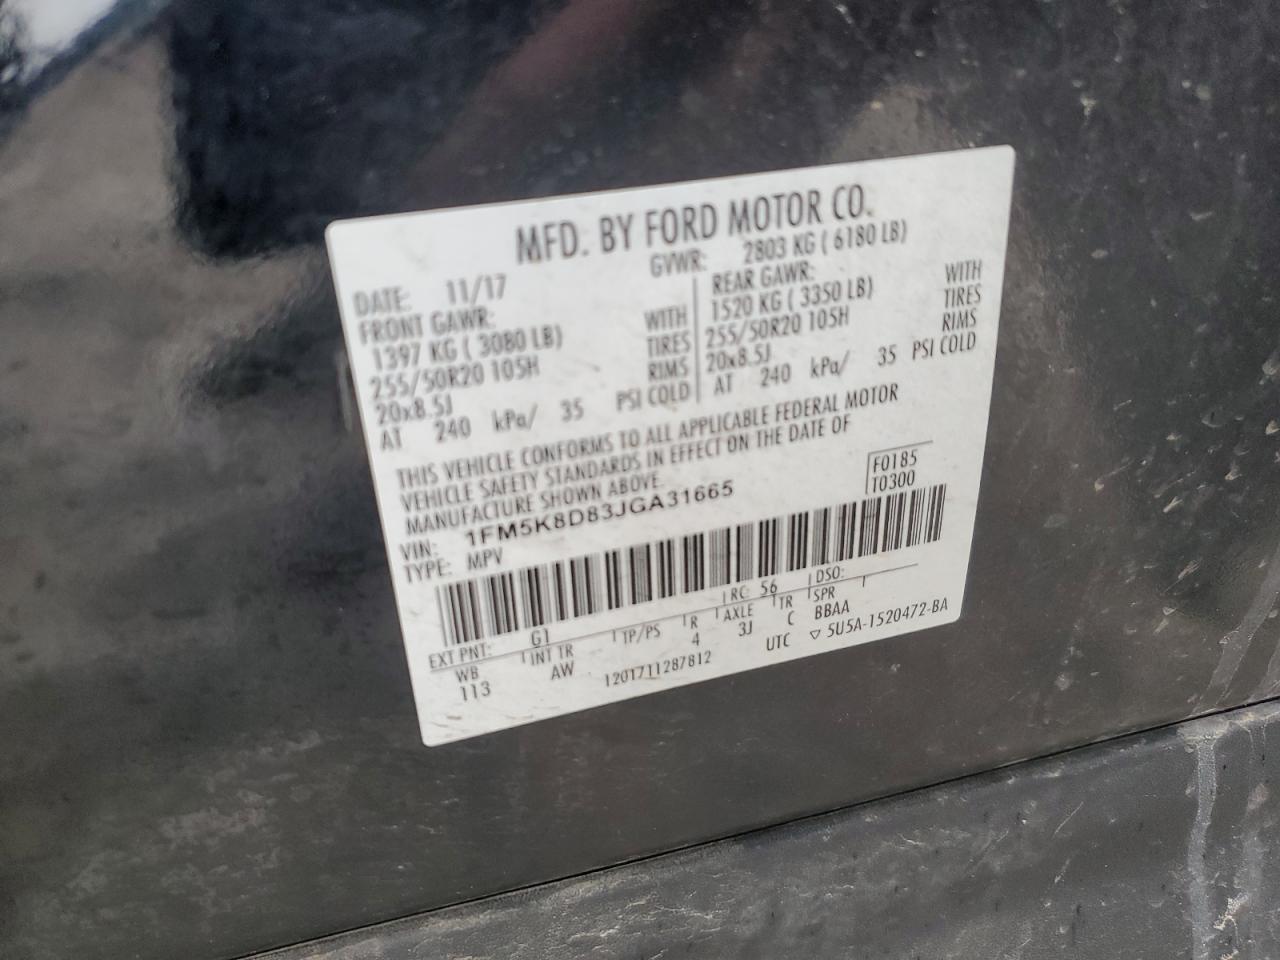 MFD. BY FORD MOTOR CO.
DATE: 11/17 GVWR: 2803 KG ( 6180 LB)
FRONT GAWR: REAR GAWR:
1397 KG ( 3080 LB) WITH 1520 KG ( 3350 LB) WITH
255/50R20 105H TIRES 255/50R20 105H TIRES
20x8.5J RIMS 20x8.5J RIMS
AT 240 kPa/ 35 PSI COLD AT 240 kPa/ 35 PSI COLD
THIS VEHICLE CONFORMS TO ALL APPLICABLE FEDERAL MOTOR
VEHICLE SAFETY STANDARDS IN EFFECT ON THE DATE OF
MANUFACTURE SHOWN ABOVE.
VIN: 1FM5K8D83JGA31665 F0185
TYPE: MPV T0300
EXT PNT: G1 RC: 56 DSO:
WB INT TR TP/PS R AXLE TR SPR
113 AW 4 3J C BBAA
1201711287812 UTC ▽ 5U5A-1520472-BA